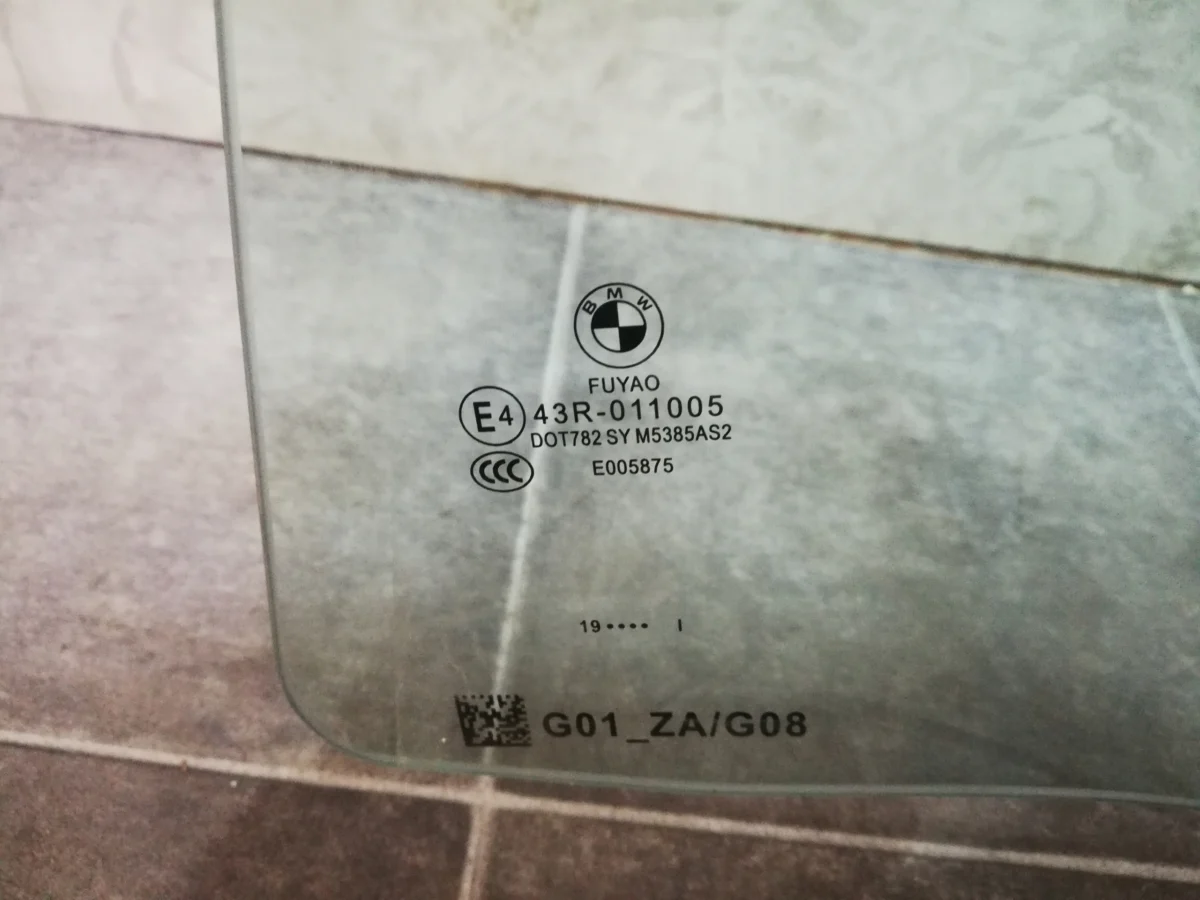 BMW
FUYAO
E4 43R-011005
DOT782 SY M5385AS2
CCC E005875
19•••• I
G01_ZA/G08